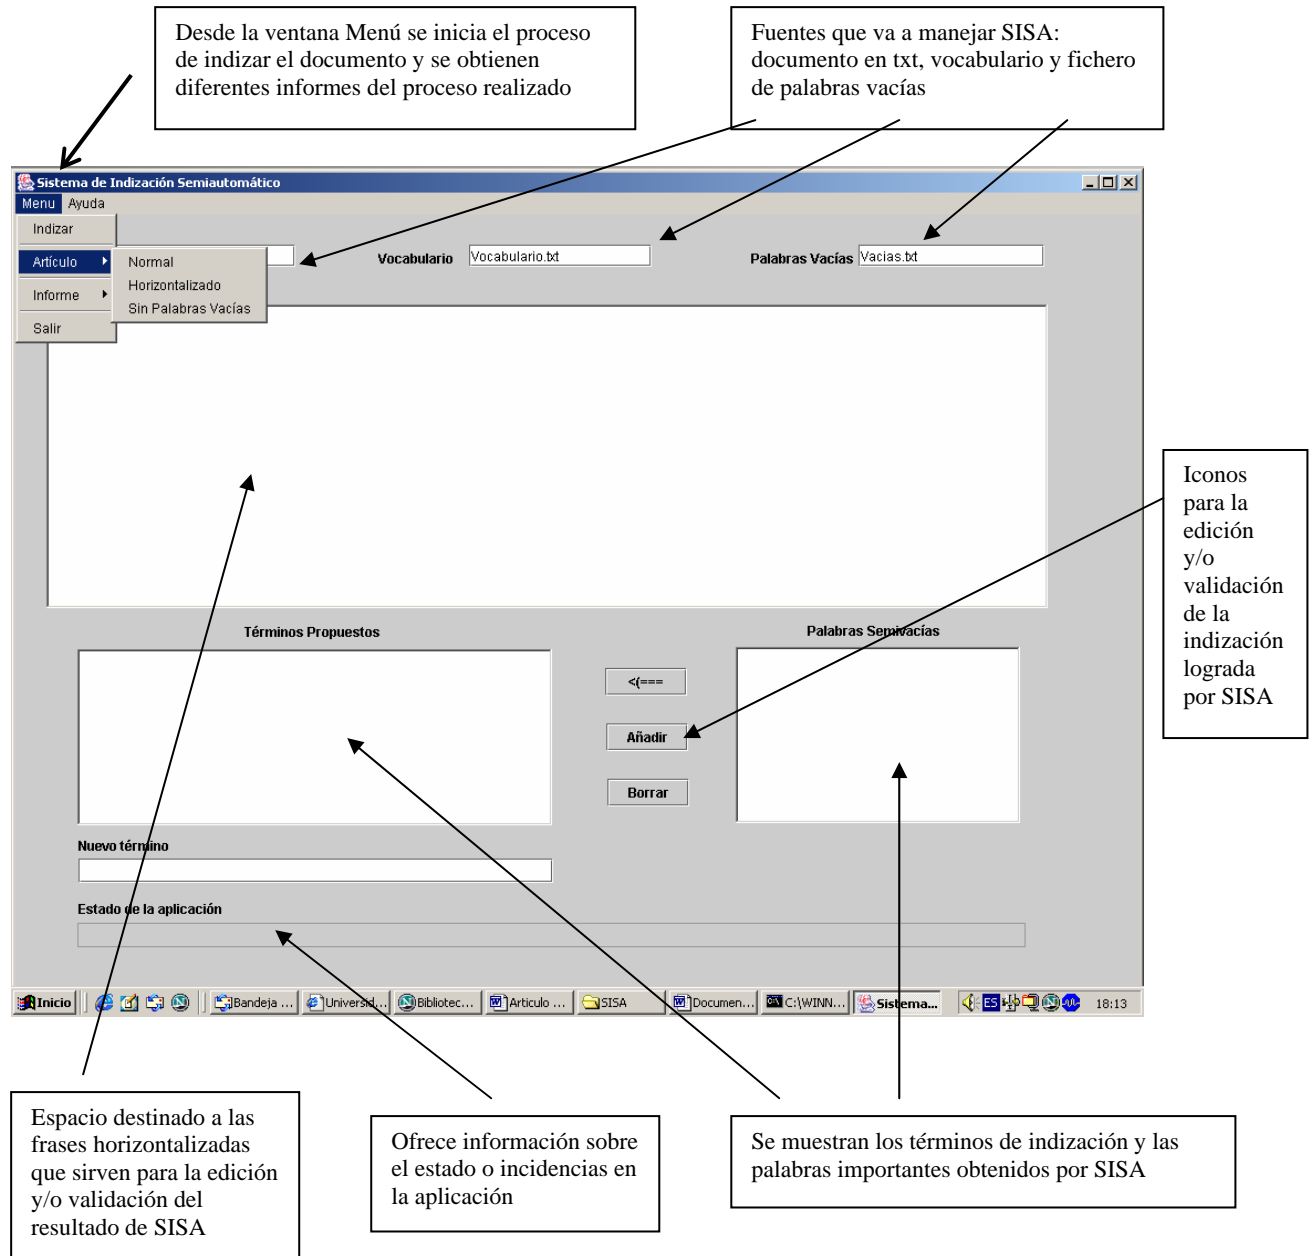 Desde la ventana Menú se inicia el proceso
de indizar el documento y se obtienen
diferentes informes del proceso realizado
Fuentes que va a manejar SISA:
documento en txt, vocabulario y fichero
de palabras vacías
Sistema de Indización Semiautomático
Menu Ayuda
Indizar
Artículo
Informe
Salir
Normal
Horizontalizado
Sin Palabras Vacías
Vocabulario Vocabulario.txt
Palabras Vacías Vacias.txt
Iconos
para la
edición
y/o
validación
de la
indización
lograda
por SISA
Términos Propuestos
Palabras Semivacías
<(===
Añadir
Borrar
Nuevo término
Estado de la aplicación
Inicio Bandeja ... Universid... Bibliotec... Articulo ... SISA Documen... C:\WINN... Sistema... ES 18:13
Espacio destinado a las
frases horizontalizadas
que sirven para la edición
y/o validación del
resultado de SISA
Ofrece información sobre
el estado o incidencias en
la aplicación
Se muestran los términos de indización y las
palabras importantes obtenidos por SISA